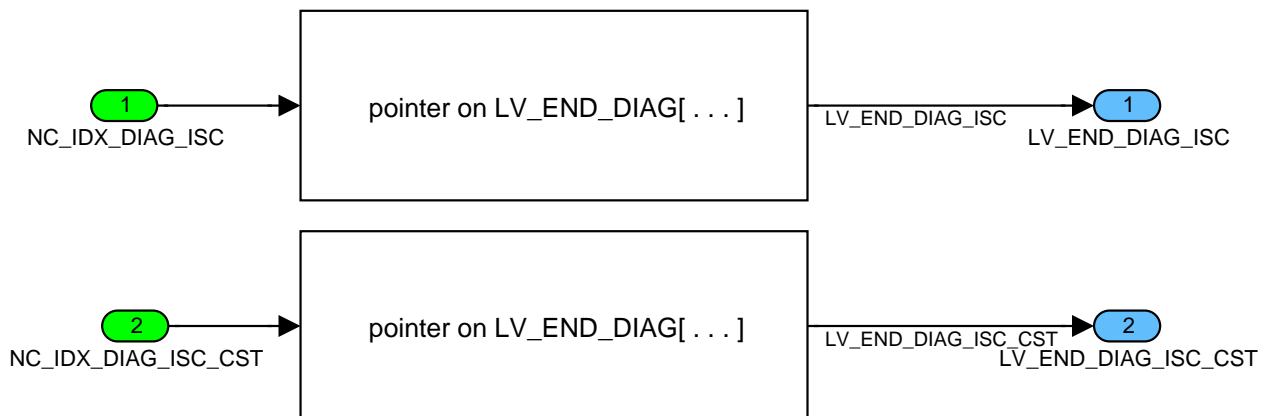 1
NC_IDX_DIAG_ISC
pointer on LV_END_DIAG[ . . . ]
LV_END_DIAG_ISC
1
LV_END_DIAG_ISC
2
NC_IDX_DIAG_ISC_CST
pointer on LV_END_DIAG[ . . . ]
LV_END_DIAG_ISC_CST
2
LV_END_DIAG_ISC_CST